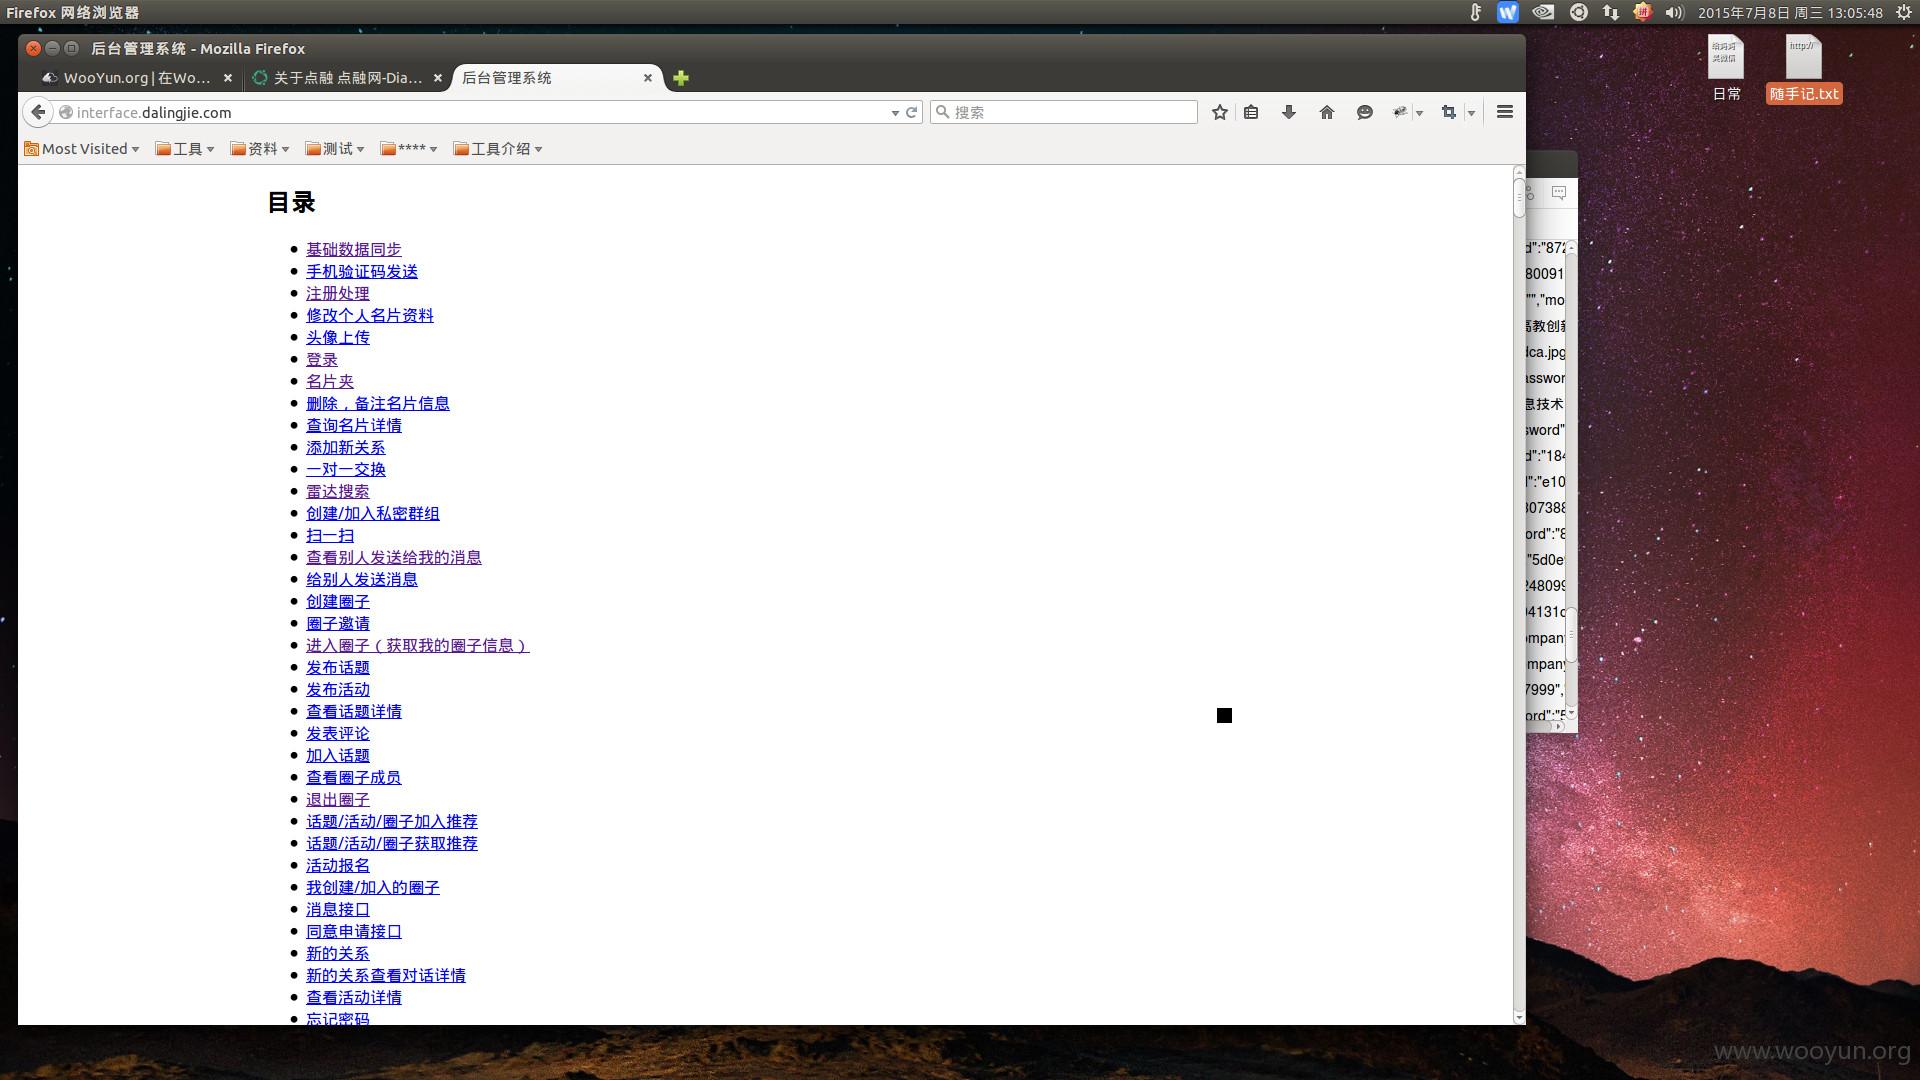 Firefox 网络浏览器
2015年7月8日 周三 13:05:48
后台管理系统 - Mozilla Firefox
WooYun.org | 在Wo...
关于点融 点融网-Dia...
后台管理系统
interface.dalingjie.com
搜索
Most Visited
工具
资料
测试
****
工具介绍
日常
随手记.txt
http://
目录
基础数据同步
手机验证码发送
注册处理
修改个人名片资料
头像上传
登录
名片夹
删除，备注名片信息
查询名片详情
添加新关系
一对一交换
雷达搜索
创建/加入私密群组
扫一扫
查看别人发送给我的消息
给别人发送消息
创建圈子
圈子邀请
进入圈子（获取我的圈子信息）
发布话题
发布活动
查看话题详情
发表评论
加入话题
查看圈子成员
退出圈子
话题/活动/圈子加入推荐
话题/活动/圈子获取推荐
活动报名
我创建/加入的圈子
消息接口
同意申请接口
新的关系
新的关系查看对话详情
查看活动详情
忘记密码
d":"872
80091
"","mo
高教创新
dca.jpg
asswor
息技术
sword"
d":"184
":"e10
307388
ord":"8
"5d0e
248099
04131c
ompan
mpany
7999","
ord":"5
www.wooyun.org